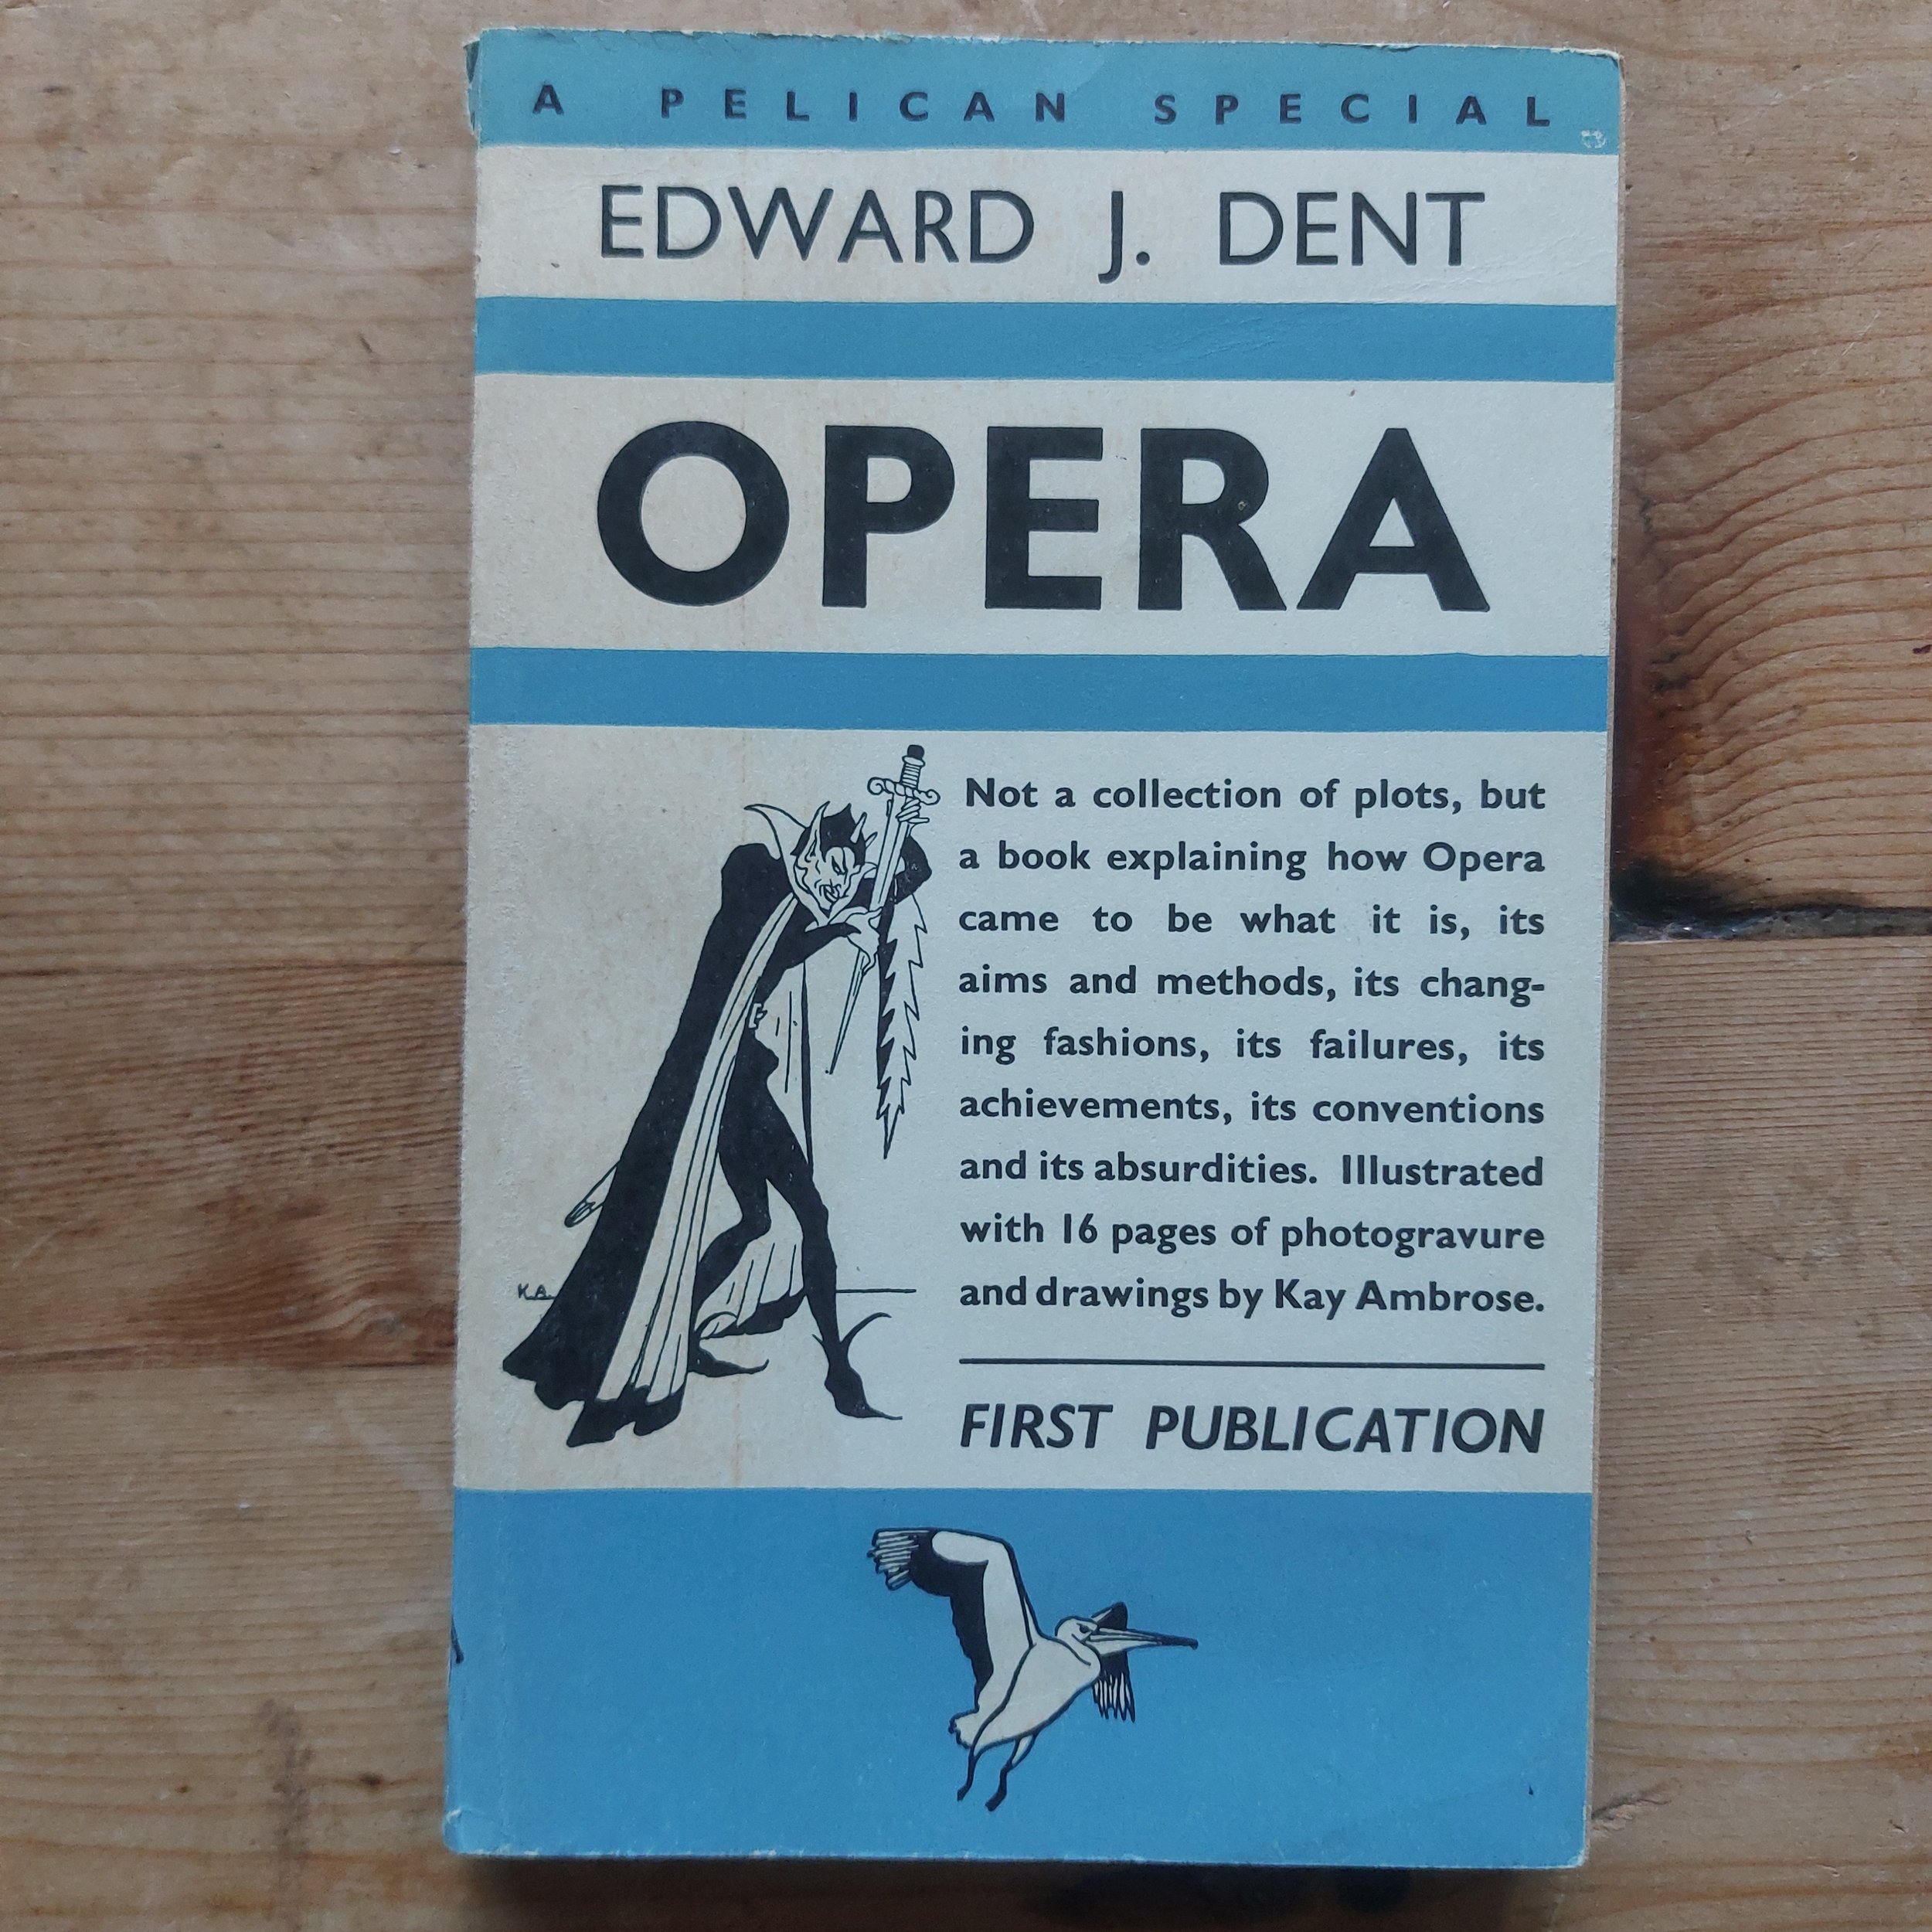 A PELICAN SPECIAL
EDWARD J. DENT
OPERA
Not a collection of plots, but
a book explaining how Opera
came to be what it is, its
aims and methods, its chang-
ing fashions, its failures, its
achievements, its conventions
and its absurdities. Illustrated
with 16 pages of photogravure
and drawings by Kay Ambrose.
K.A.
FIRST PUBLICATION